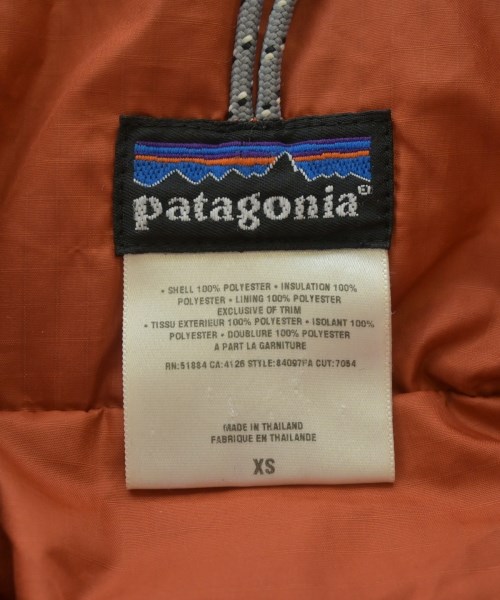 patagonia®
• SHELL 100% POLYESTER • INSULATION 100%
POLYESTER • LINING 100% POLYESTER
EXCLUSIVE OF TRIM
• TISSU EXTERIEUR 100% POLYESTER • ISOLANT 100%
POLYESTER • DOUBLURE 100% POLYESTER
A PART LA GARNITURE
RN:51884 CA:4126 STYLE:84097FA CUT:7054
MADE IN THAILAND
FABRIQUE EN THAILANDE
XS